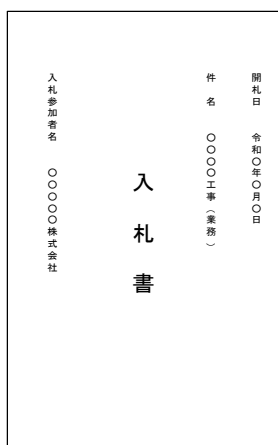 開札日　令和〇年〇月〇日
件　名　〇〇〇〇工事（業務）
入　札　書
入札参加者名　〇〇〇〇〇株式会社